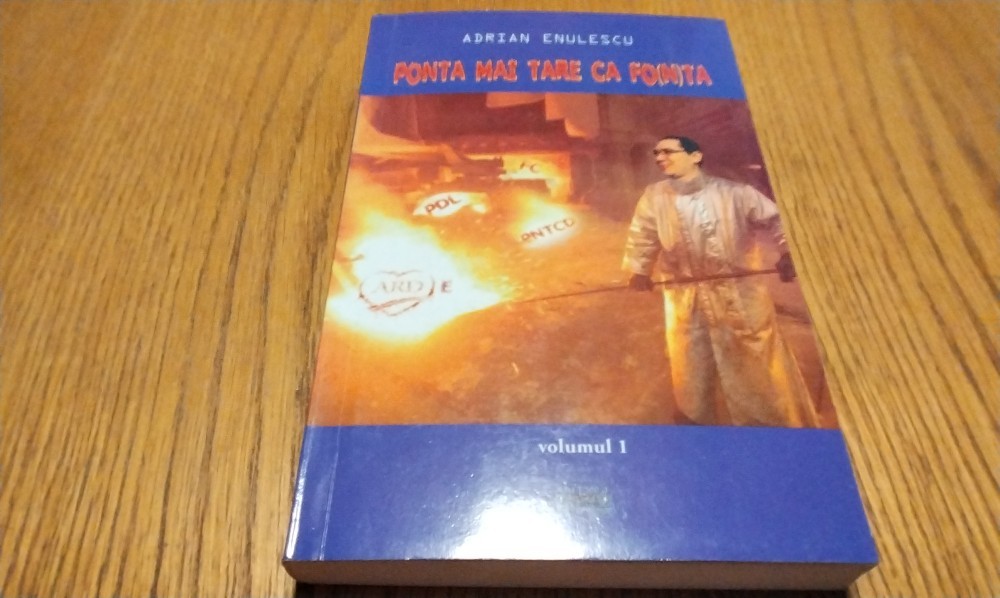 ADRIAN ENULESCU
PONTA MAI TARE CA FO(N)TA
PDL
PNTCD
ARD E
volumul 1